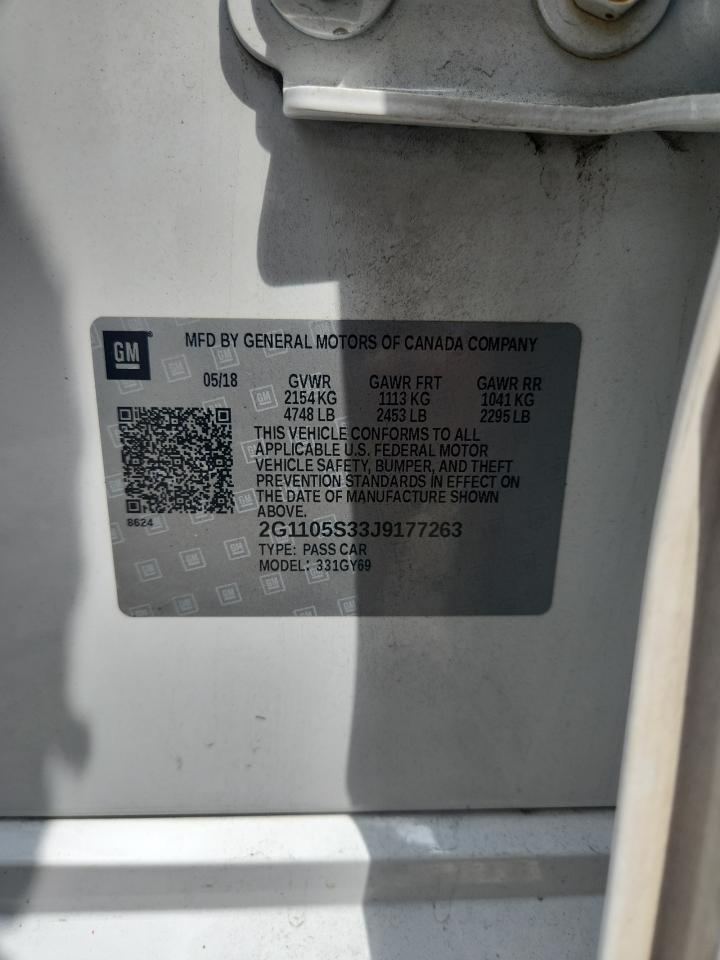 GM
MFD BY GENERAL MOTORS OF CANADA COMPANY
05/18 GVWR GAWR FRT GAWR RR
2154 KG 1113 KG 1041 KG
4748 LB 2453 LB 2295 LB
THIS VEHICLE CONFORMS TO ALL
APPLICABLE U.S. FEDERAL MOTOR
VEHICLE SAFETY, BUMPER, AND THEFT
PREVENTION STANDARDS IN EFFECT ON
THE DATE OF MANUFACTURE SHOWN
ABOVE.
8624
2G1105S33J9177263
TYPE: PASS CAR
MODEL: 331GY69